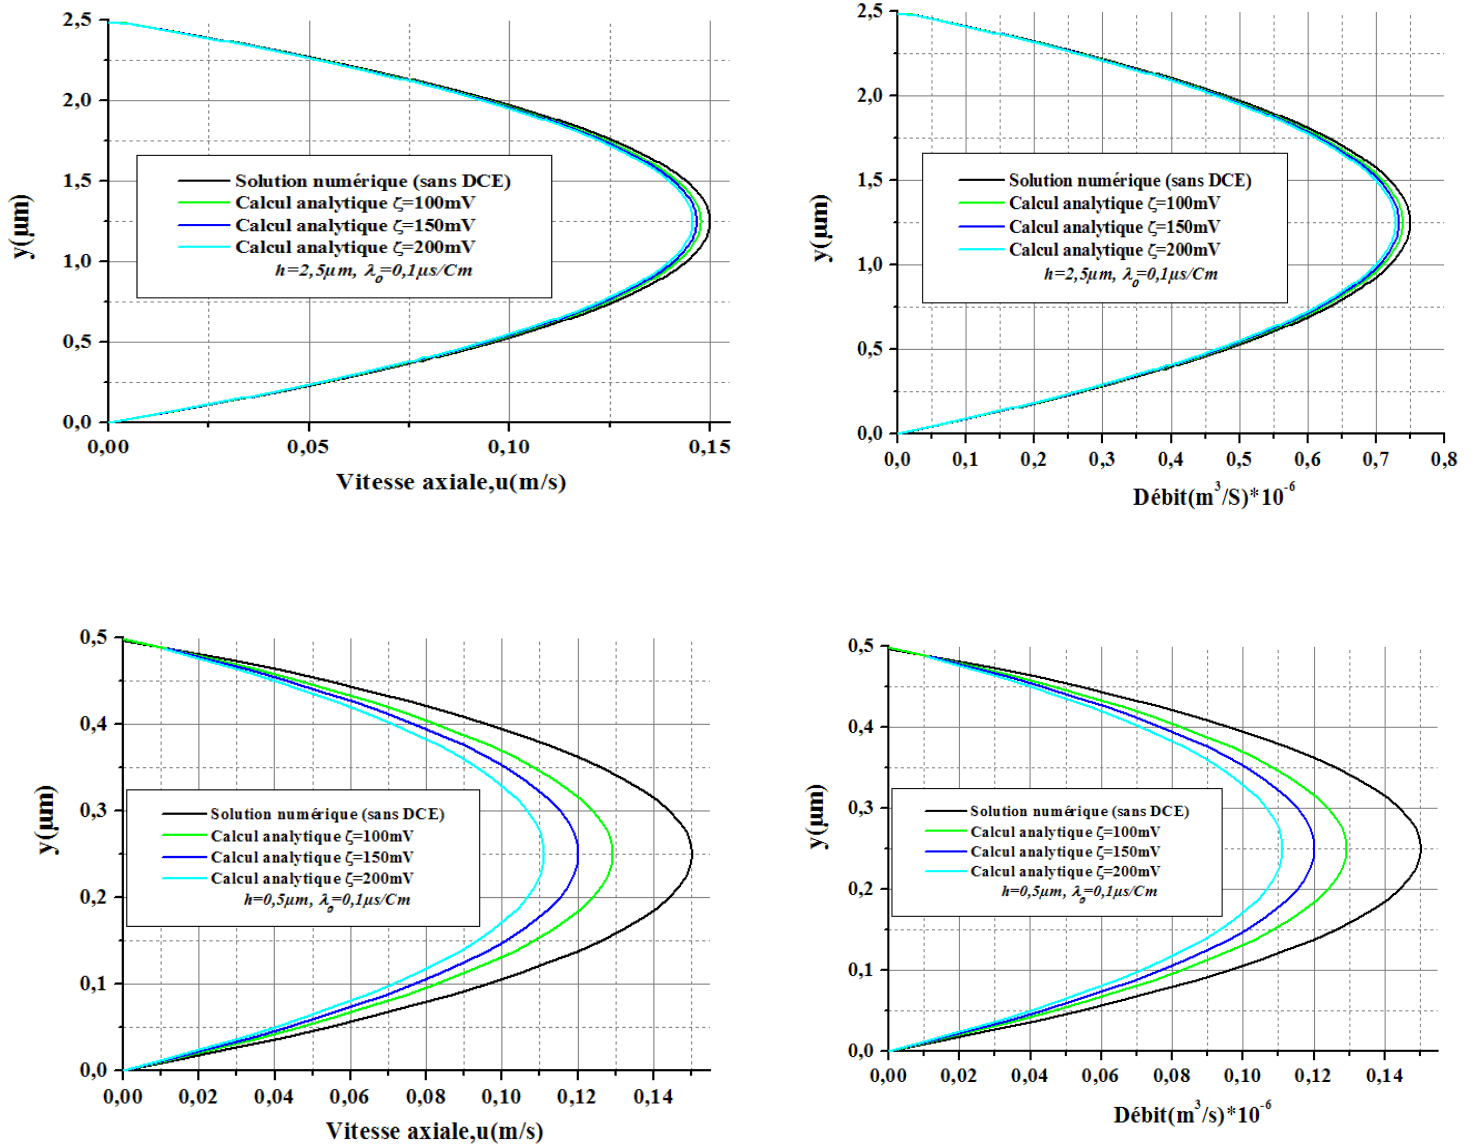 2,5
2,0
1,5
1,0
0,5
0,0
y(µm)
Solution numérique (sans DCE)
Calcul analytique ζ=100mV
Calcul analytique ζ=150mV
Calcul analytique ζ=200mV
h=2,5µm, λ₀=0,1µs/Cm
0,00 0,05 0,10 0,15
Vitesse axiale,u(m/s)
2,5
2,0
1,5
1,0
0,5
0,0
y(µm)
Solution numérique (sans DCE)
Calcul analytique ζ=100mV
Calcul analytique ζ=150mV
Calcul analytique ζ=200mV
h=2,5µm, λ₀=0,1µs/Cm
0,0 0,1 0,2 0,3 0,4 0,5 0,6 0,7 0,8
Débit(m³/S)*10⁻⁶
0,5
0,4
0,3
0,2
0,1
0,0
y(µm)
Solution numérique (sans DCE)
Calcul analytique ζ=100mV
Calcul analytique ζ=150mV
Calcul analytique ζ=200mV
h=0,5µm, λ₀=0,1µs/Cm
0,00 0,02 0,04 0,06 0,08 0,10 0,12 0,14
Vitesse axiale,u(m/s)
0,5
0,4
0,3
0,2
0,1
0,0
y(µm)
Solution numérique (sans DCE)
Calcul analytique ζ=100mV
Calcul analytique ζ=150mV
Calcul analytique ζ=200mV
h=0,5µm, λ₀=0,1µs/Cm
0,00 0,02 0,04 0,06 0,08 0,10 0,12 0,14
Débit(m³/s)*10⁻⁶